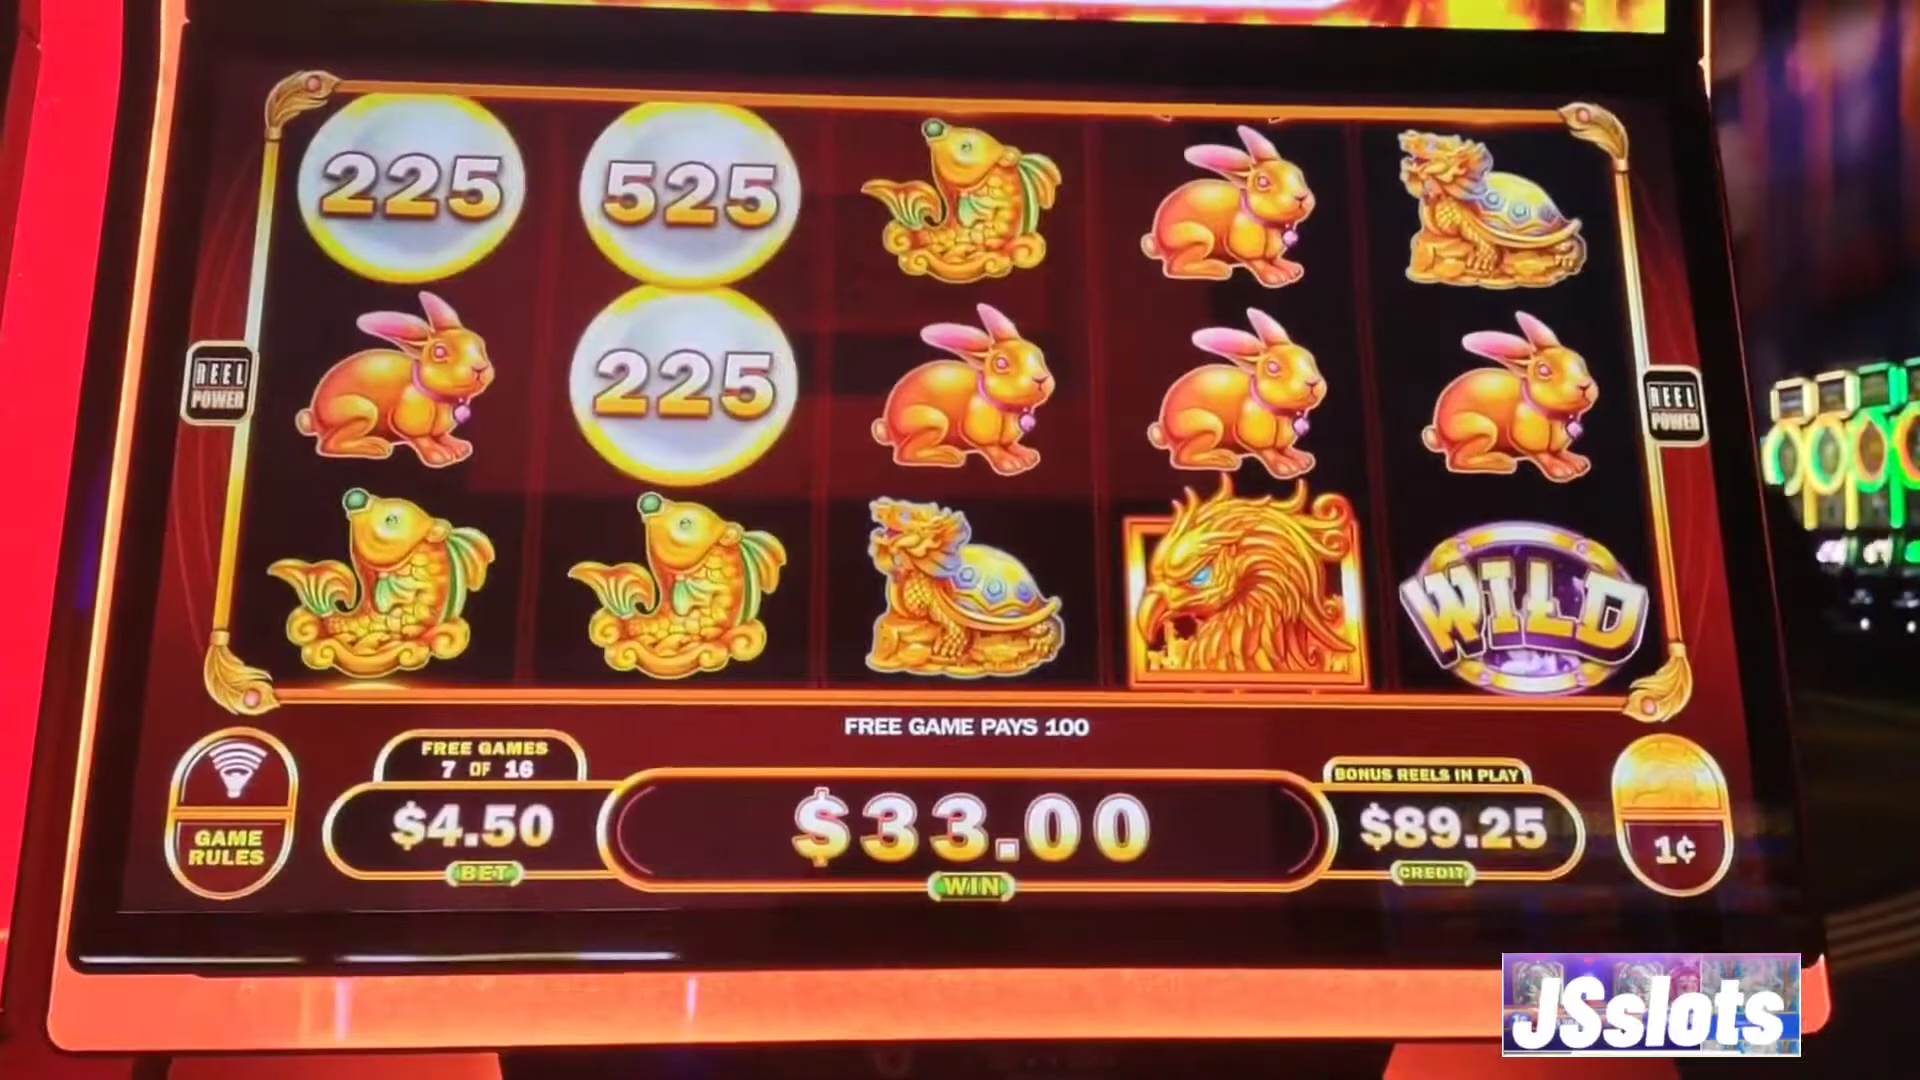 225
525
225
REEL
POWER
REEL
POWER
WILD
FREE GAME PAYS 100
FREE GAMES
7 OF 16
BONUS REELS IN PLAY
$4.50
$33.00
$89.25
GAME
RULES
BET
WIN
CREDIT
1¢
JSslots